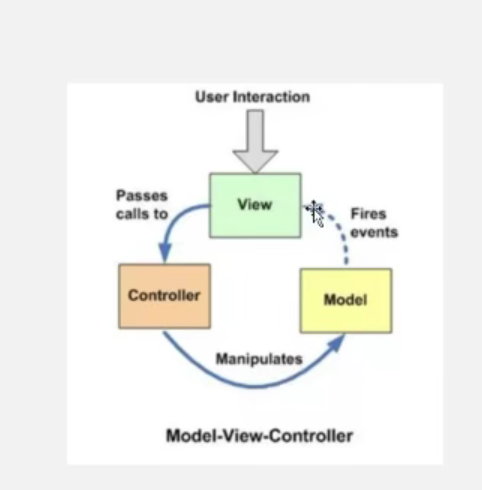 User Interaction
Passes
calls to
View
Fires
events
Controller
Model
Manipulates
Model-View-Controller